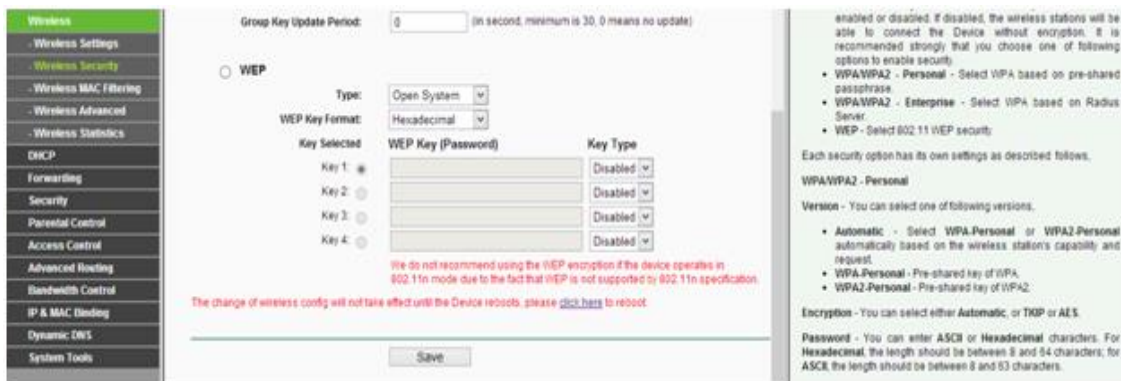 Wireless
- Wireless Settings
- Wireless Security
- Wireless MAC Filtering
- Wireless Advanced
- Wireless Statistics
DHCP
Forwarding
Security
Parental Control
Access Control
Advanced Routing
Bandwidth Control
IP & MAC Binding
Dynamic DNS
System Tools
Group Key Update Period: 0 (in second, minimum is 30, 0 means no update)
WEP
Type: Open System
WEP Key Format: Hexadecimal
Key Selected WEP Key (Password) Key Type
Key 1: Disabled
Key 2: Disabled
Key 3: Disabled
Key 4: Disabled
We do not recommend using the WEP encryption if the device operates in
802.11n mode due to the fact that WEP is not supported by 802.11n specification.
The change of wireless config will not take effect until the Device reboots, please click here to reboot.
Save
enabled or disabled. If disabled, the wireless stations will be
able to connect the Device without encryption. It is
recommended strongly that you choose one of following
options to enable security.
• WPA/WPA2 - Personal - Select WPA based on pre-shared
passphrase.
• WPA/WPA2 - Enterprise - Select WPA based on Radius
Server.
• WEP - Select 802.11 WEP security.
Each security option has its own settings as described follows,
WPA/WPA2 - Personal
Version - You can select one of following versions.
• Automatic - Select WPA-Personal or WPA2-Personal
automatically based on the wireless station's capability and
request.
• WPA-Personal - Pre-shared key of WPA.
• WPA2-Personal - Pre-shared key of WPA2.
Encryption - You can select either Automatic, or TKIP or AES.
Password - You can enter ASCII or Hexadecimal characters. For
Hexadecimal, the length should be between 8 and 64 characters; for
ASCII, the length should be between 8 and 63 characters.